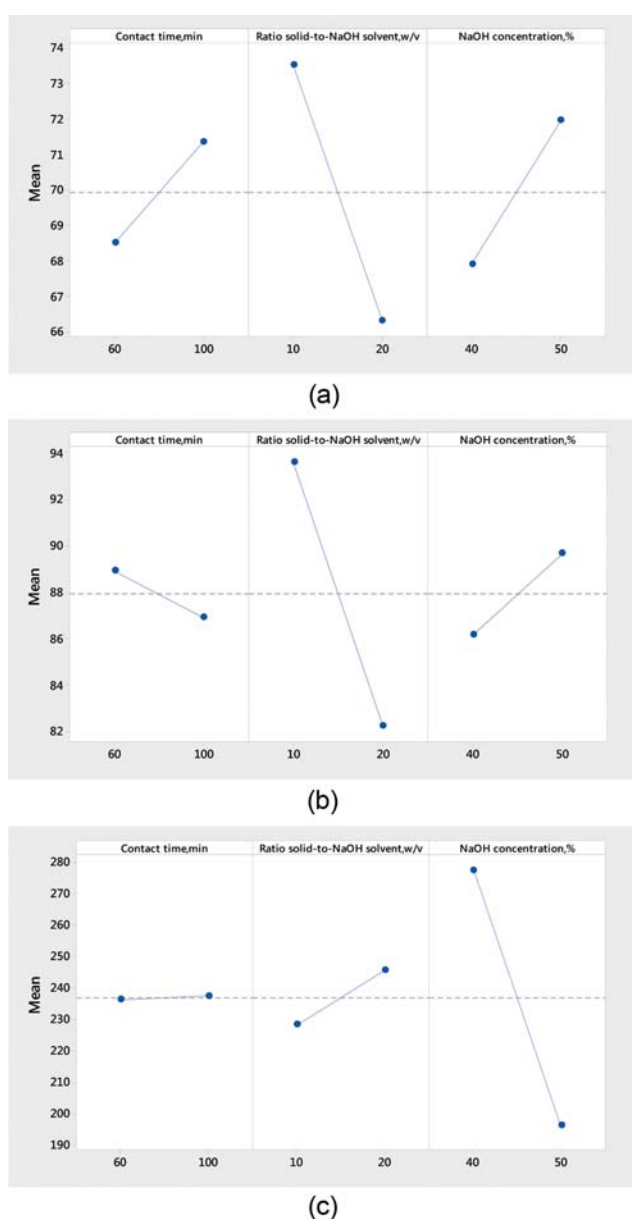 Contact time,min Ratio solid-to-NaOH solvent,w/v NaOH concentration,%
74
73
72
71
70
69
68
67
66
Mean
60 100 10 20 40 50
(a)
Contact time,min Ratio solid-to-NaOH solvent,w/v NaOH concentration,%
94
92
90
88
86
84
82
Mean
60 100 10 20 40 50
(b)
Contact time,min Ratio solid-to-NaOH solvent,w/v NaOH concentration,%
280
270
260
250
240
230
220
210
200
190
Mean
60 100 10 20 40 50
(c)